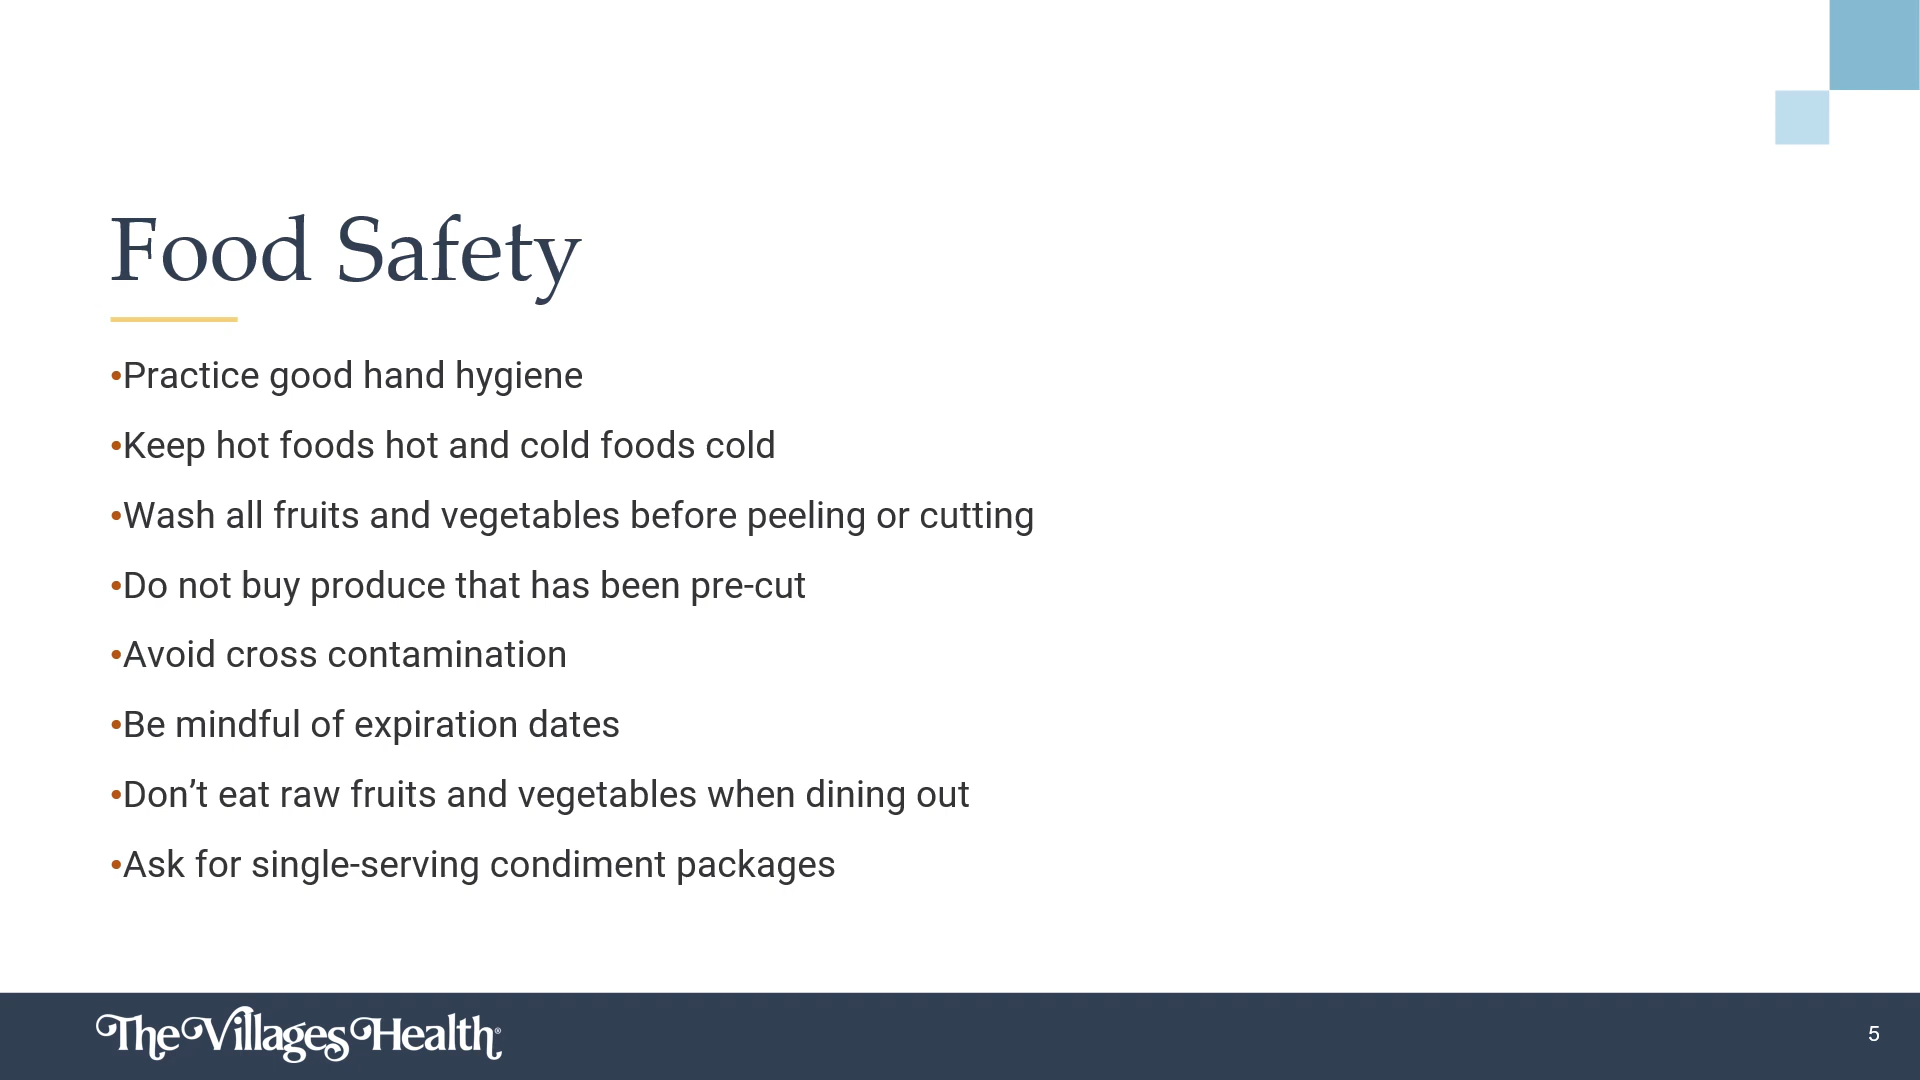 Food Safety
•Practice good hand hygiene
•Keep hot foods hot and cold foods cold
•Wash all fruits and vegetables before peeling or cutting
•Do not buy produce that has been pre-cut
•Avoid cross contamination
•Be mindful of expiration dates
•Don’t eat raw fruits and vegetables when dining out
•Ask for single-serving condiment packages
The Villages Health®
5